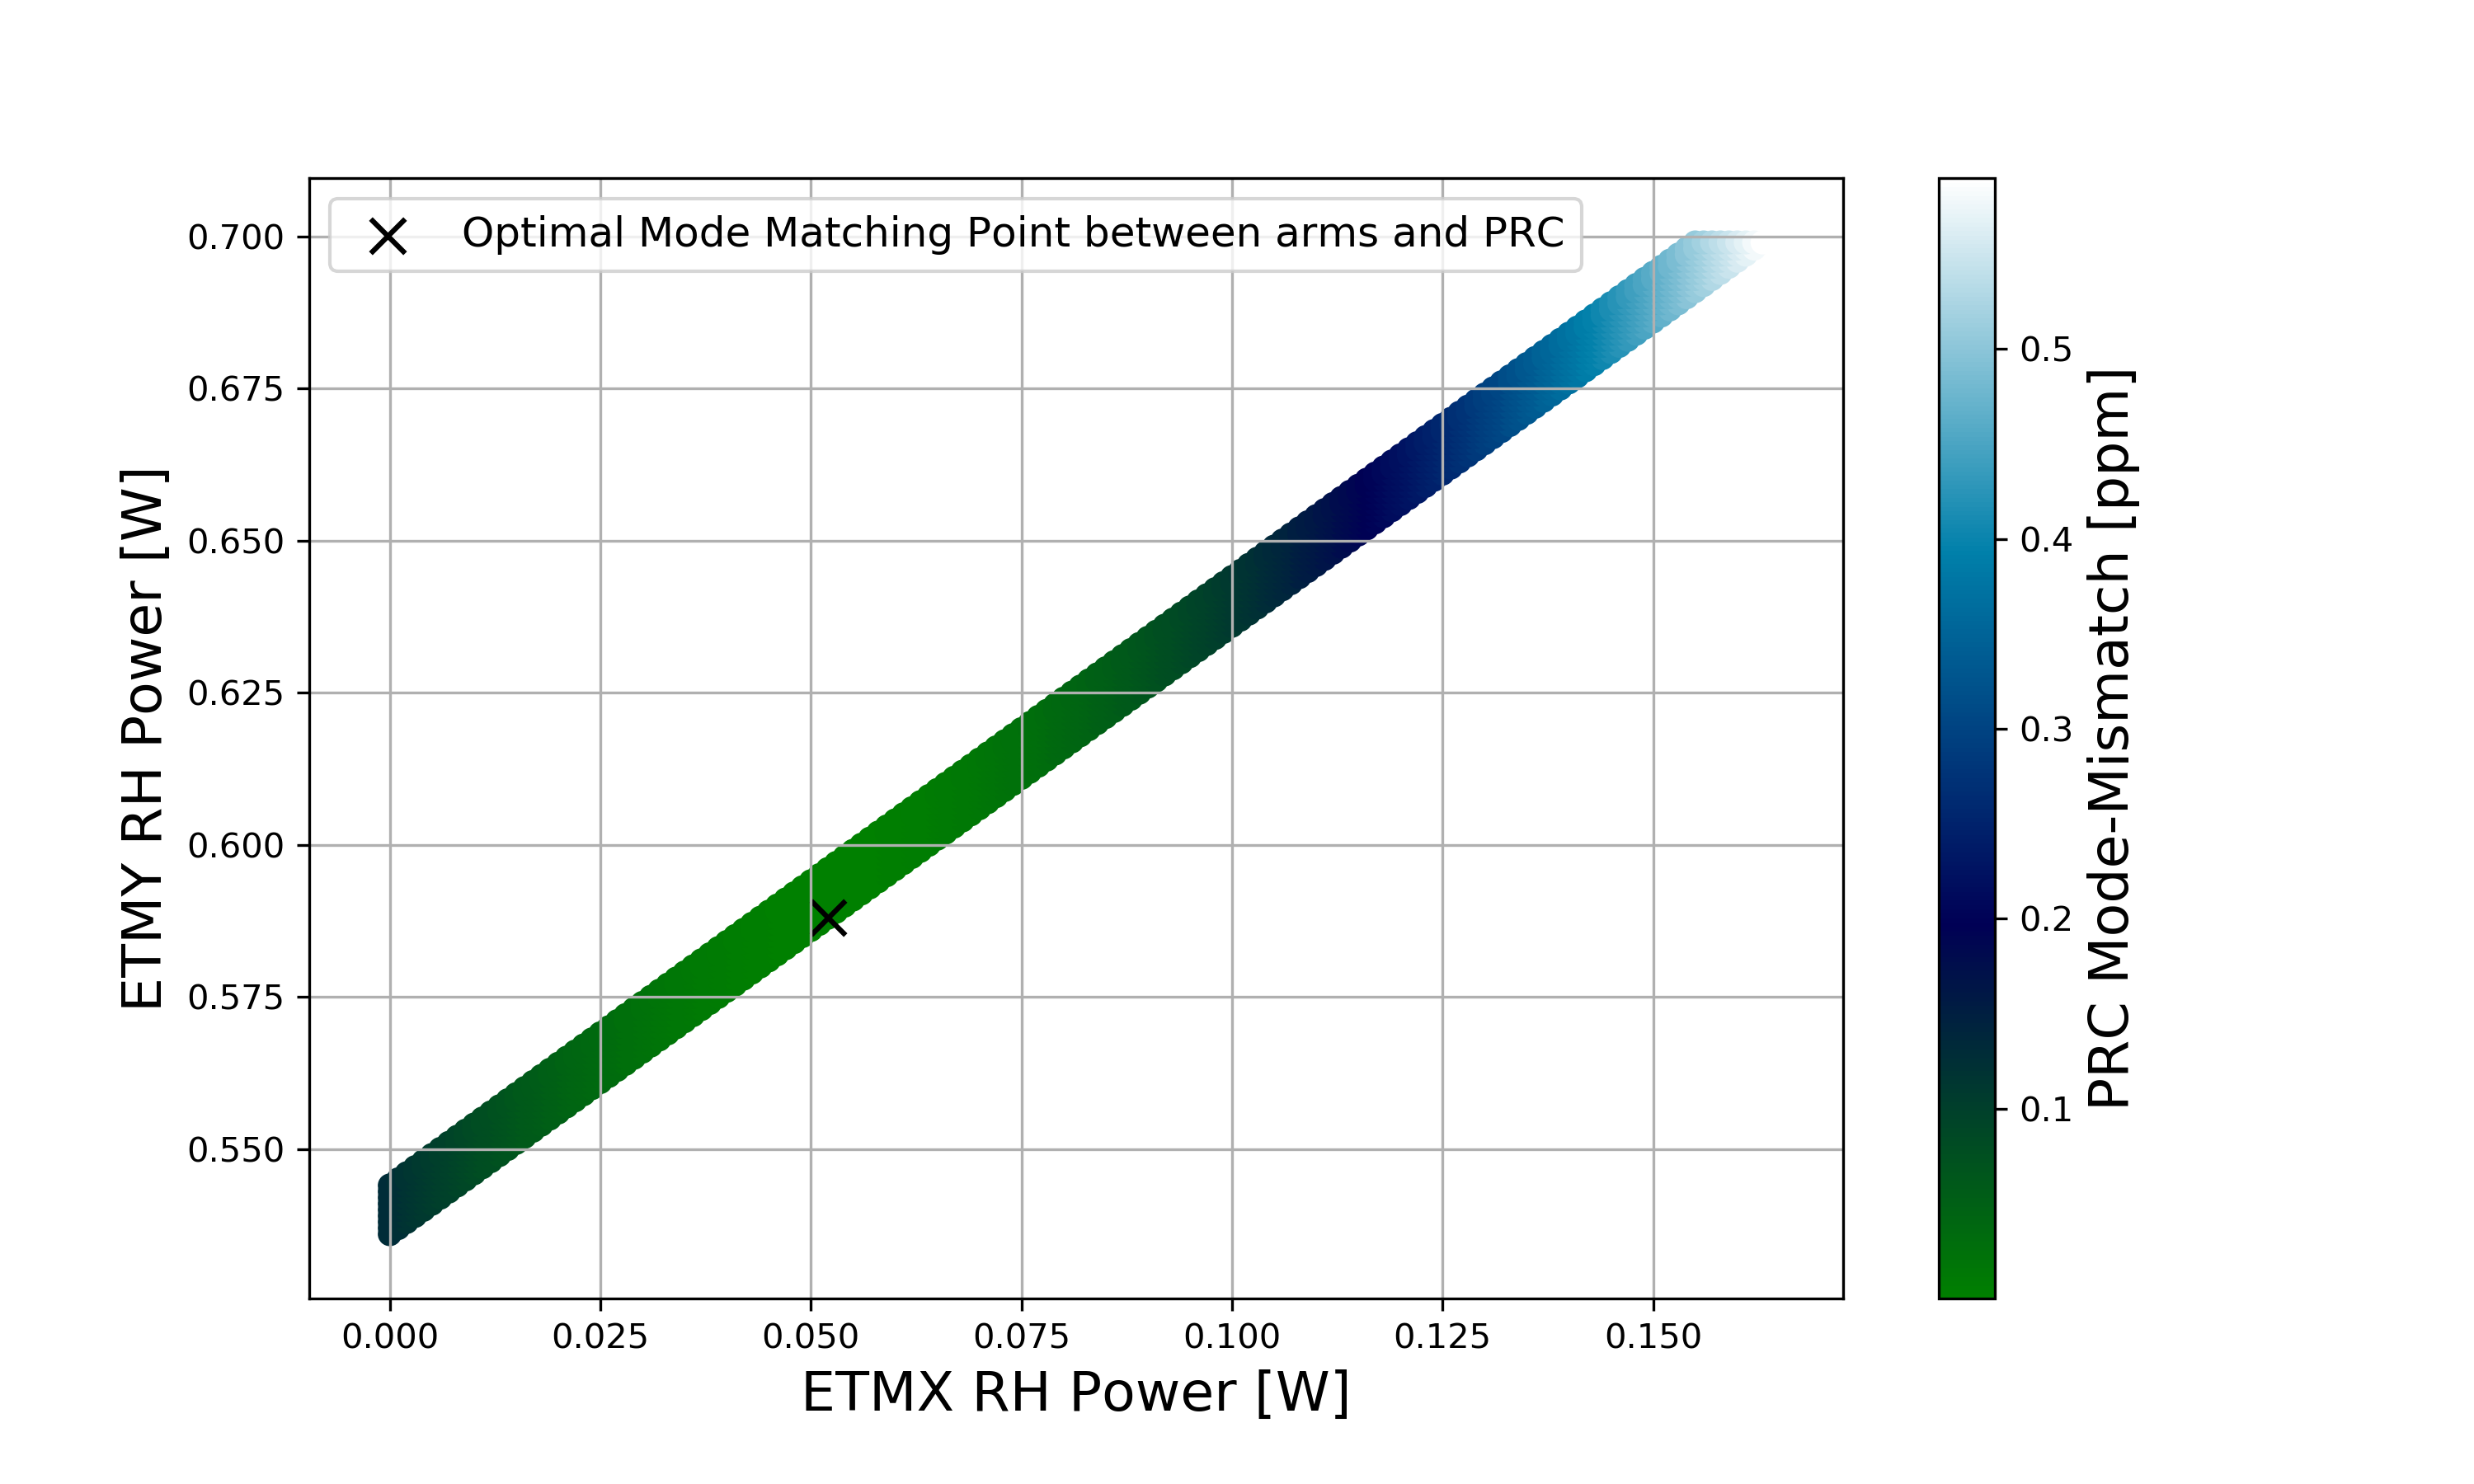 Optimal Mode Matching Point between arms and PRC
0.700
0.675
0.650
0.625
0.600
0.575
0.550
ETMY RH Power [W]
0.000 0.025 0.050 0.075 0.100 0.125 0.150
ETMX RH Power [W]
0.5
0.4
0.3
0.2
0.1
PRC Mode-Mismatch [ppm]